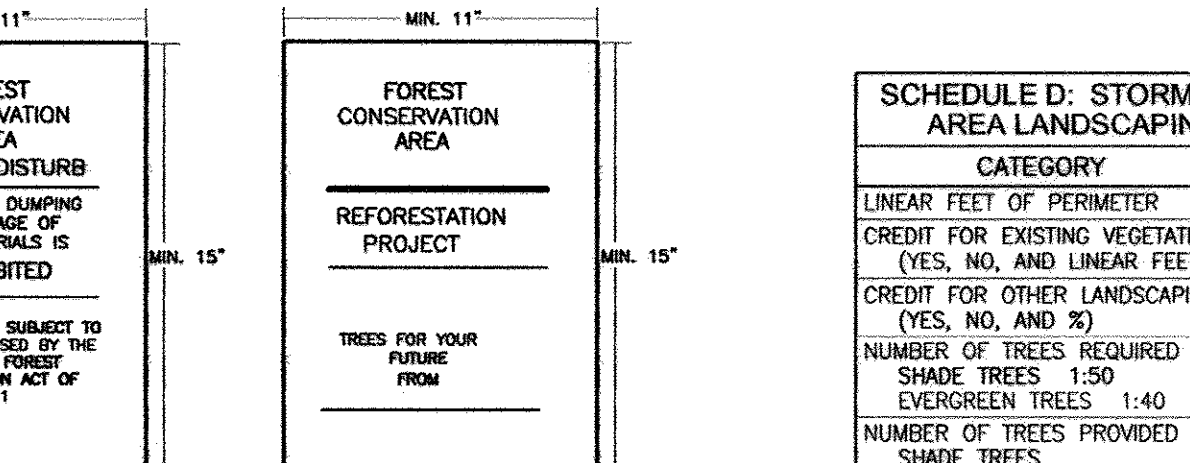 11"
EST
VATION
EA
DISTURB
DUMPING
AGE OF
RIALS IS
BITED
SUBJECT TO
SED BY THE
FOREST
N ACT OF
1
MIN. 15"
MIN. 11"
FOREST
CONSERVATION
AREA
REFORESTATION
PROJECT
TREES FOR YOUR
FUTURE
FROM
MIN. 15"
SCHEDULE D: STORM
AREA LANDSCAPIN
CATEGORY
LINEAR FEET OF PERIMETER
CREDIT FOR EXISTING VEGETATI
(YES, NO, AND LINEAR FEET
CREDIT FOR OTHER LANDSCAPI
(YES, NO, AND %)
NUMBER OF TREES REQUIRED
SHADE TREES 1:50
EVERGREEN TREES 1:40
NUMBER OF TREES PROVIDED
SHADE TREES